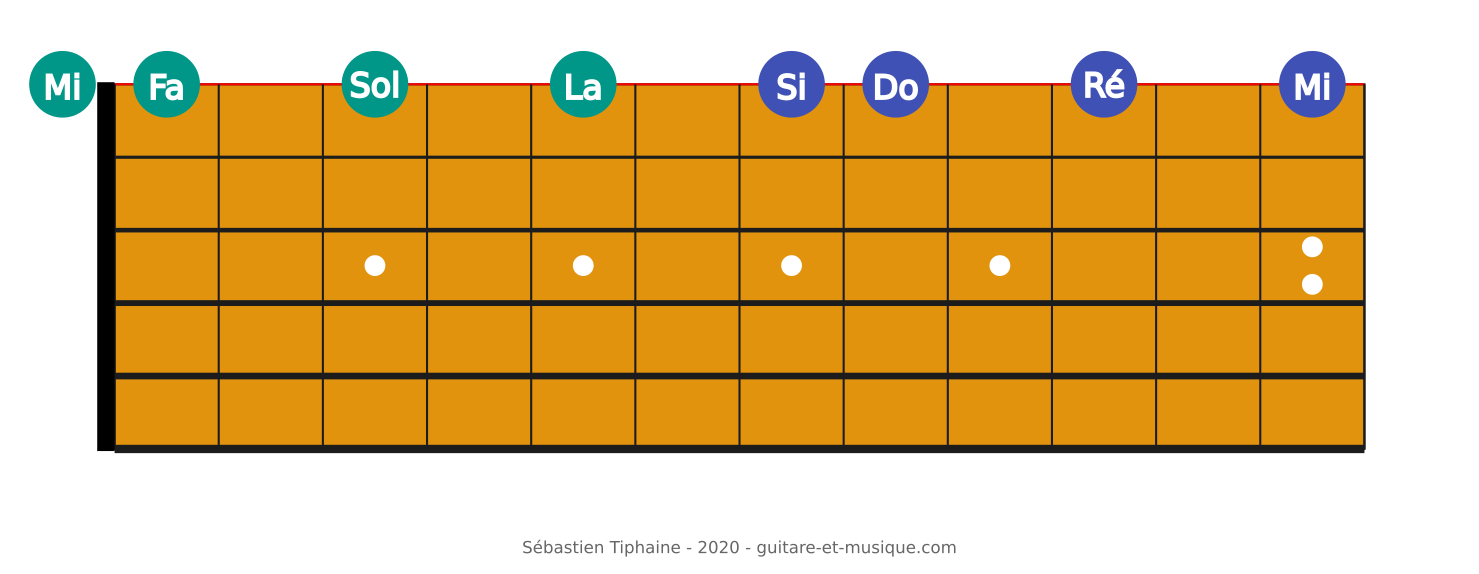 Mi Fa Sol La Si Do Ré Mi
Sébastien Tiphaine - 2020 - guitare-et-musique.com